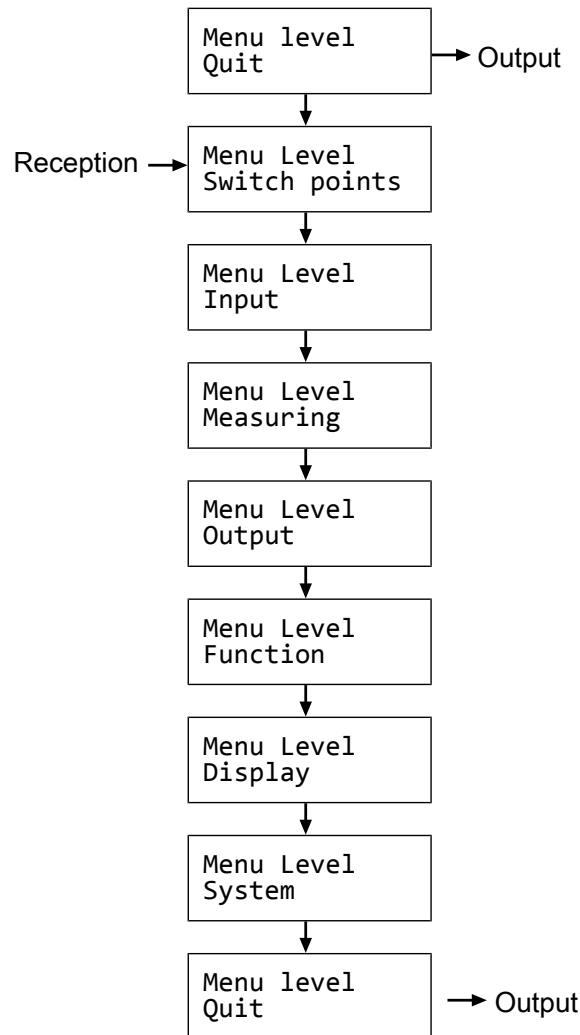 Menu level
Quit
Output
Reception
Menu Level
Switch points
Menu Level
Input
Menu Level
Measuring
Menu Level
Output
Menu Level
Function
Menu Level
Display
Menu Level
System
Menu level
Quit
Output